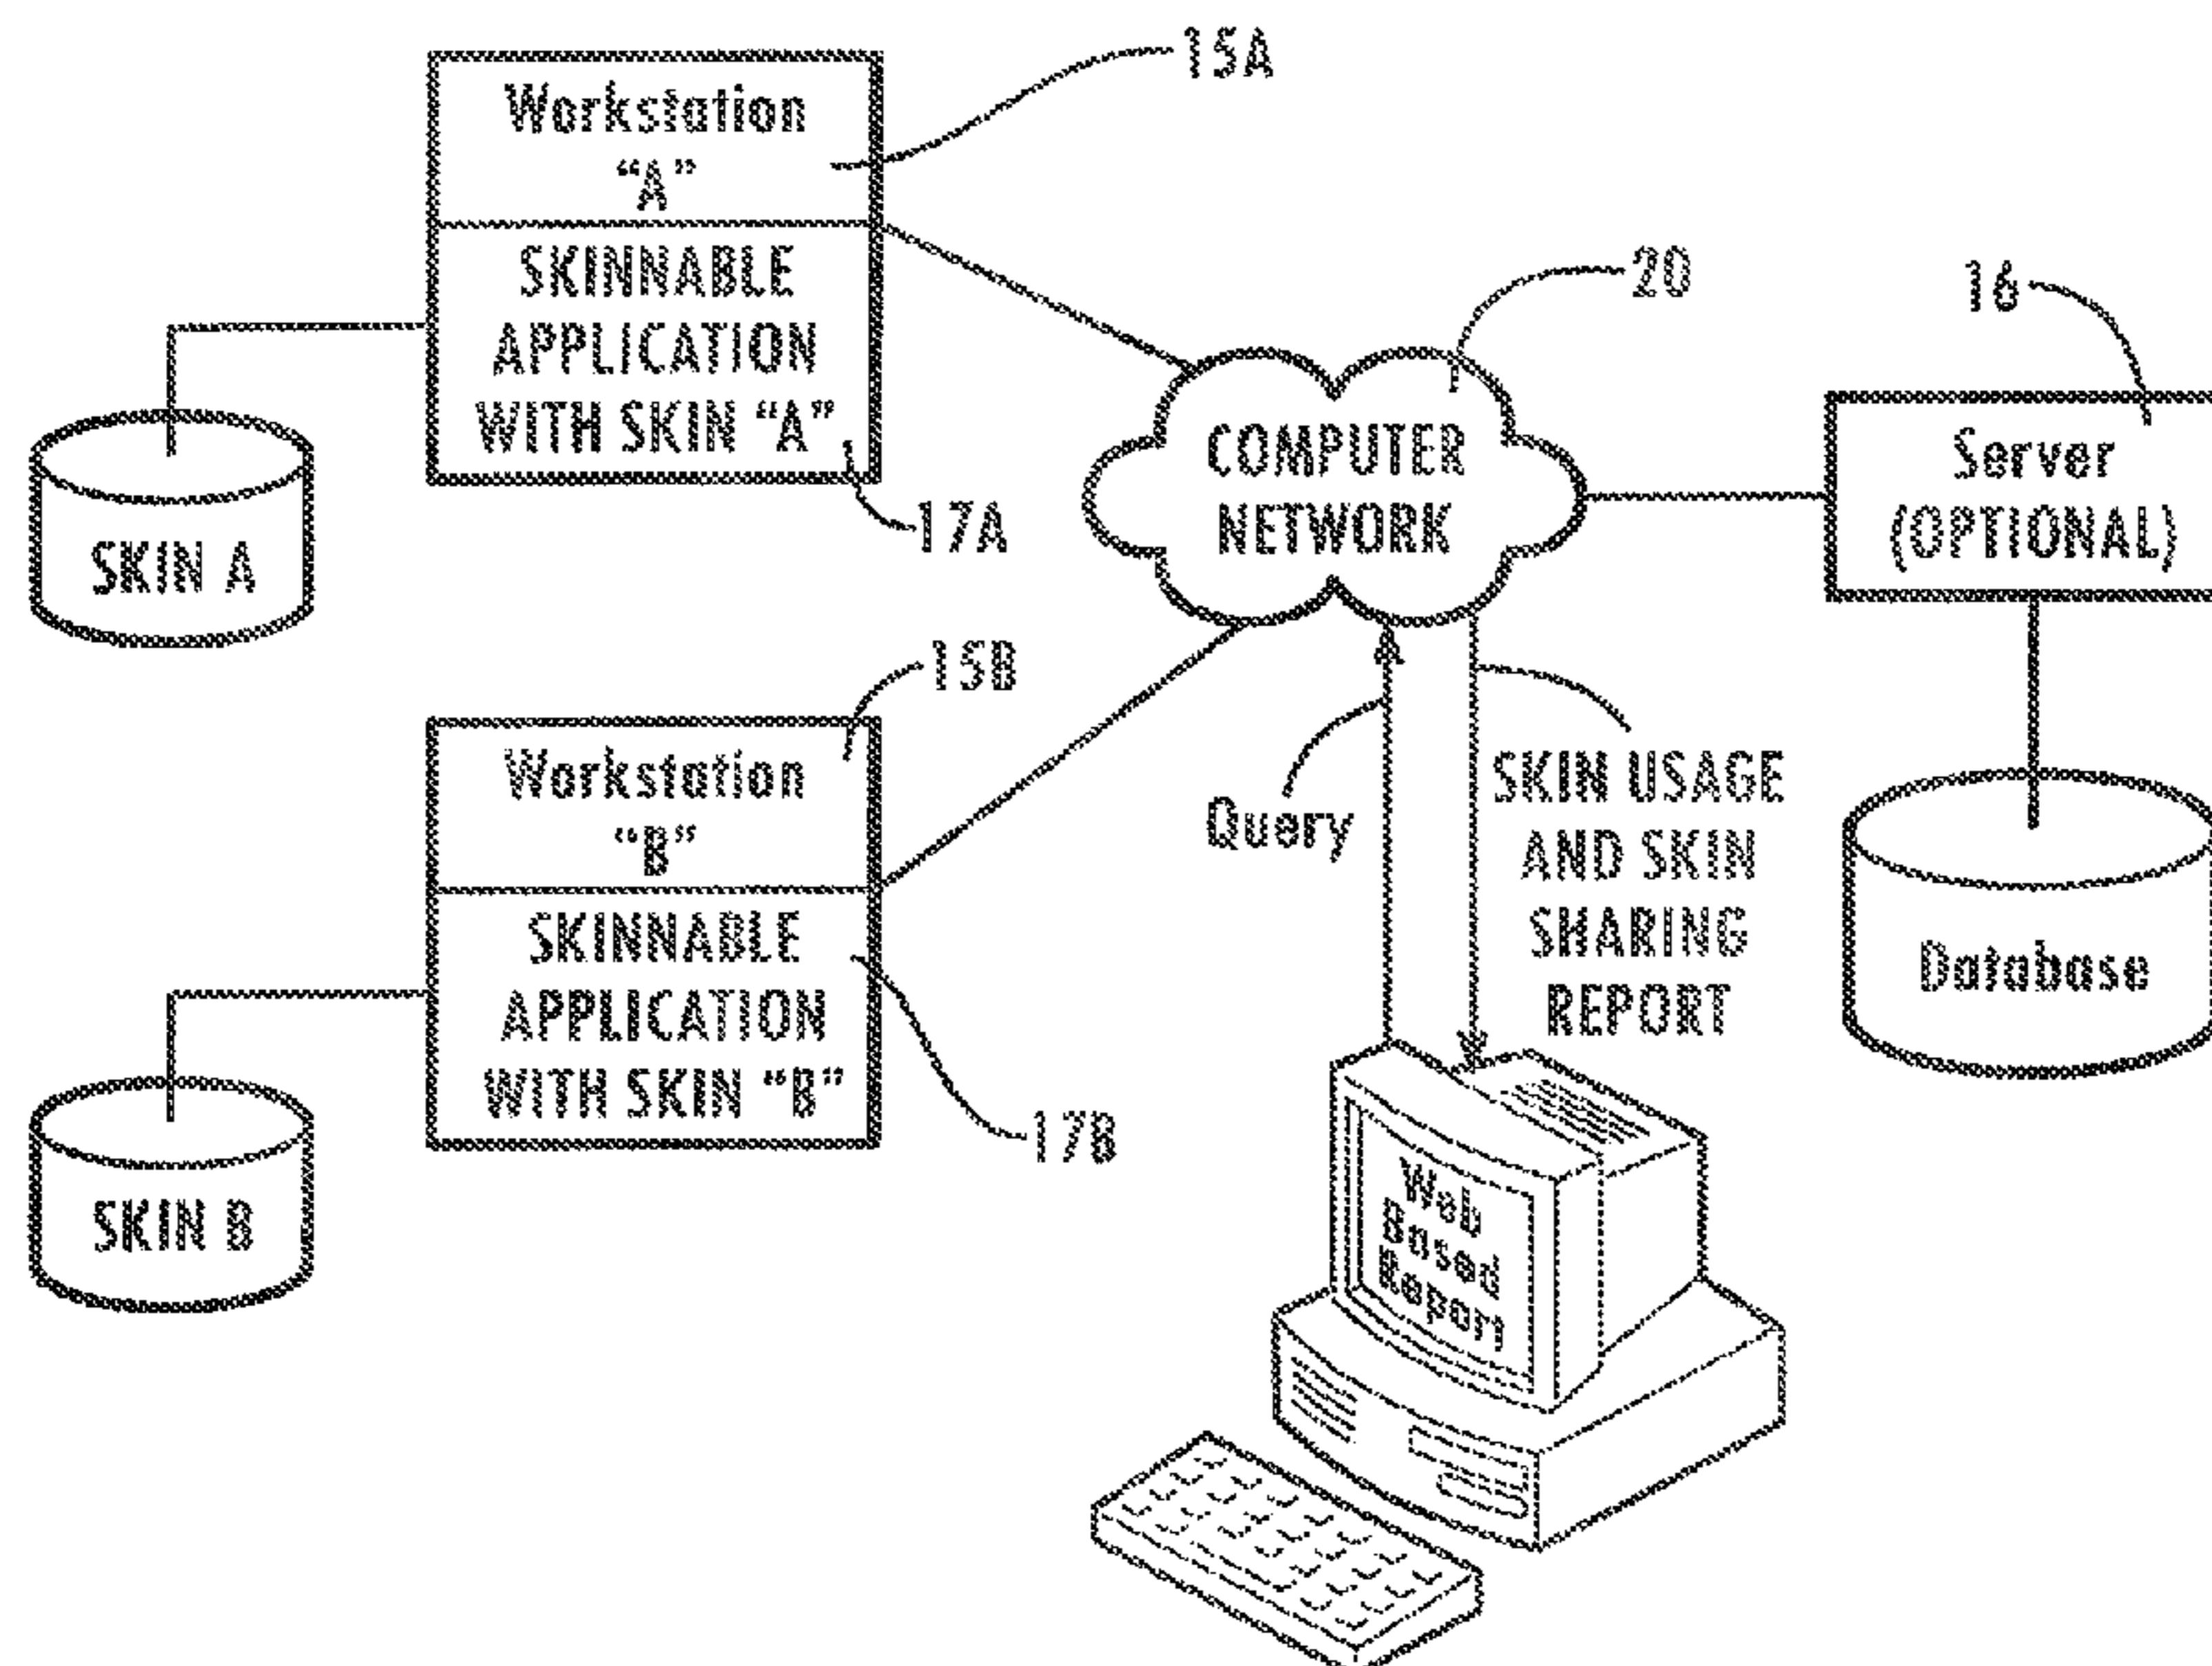 15A
Workstation
“A”
SKINNABLE
APPLICATION
WITH SKIN “A”
17A
SKIN A
20
COMPUTER
NETWORK
16
Server
(OPTIONAL)
15B
Workstation
“B”
SKINNABLE
APPLICATION
WITH SKIN “B”
17B
SKIN B
Query
SKIN USAGE
AND SKIN
SHARING
REPORT
Database
Web
Based
Report